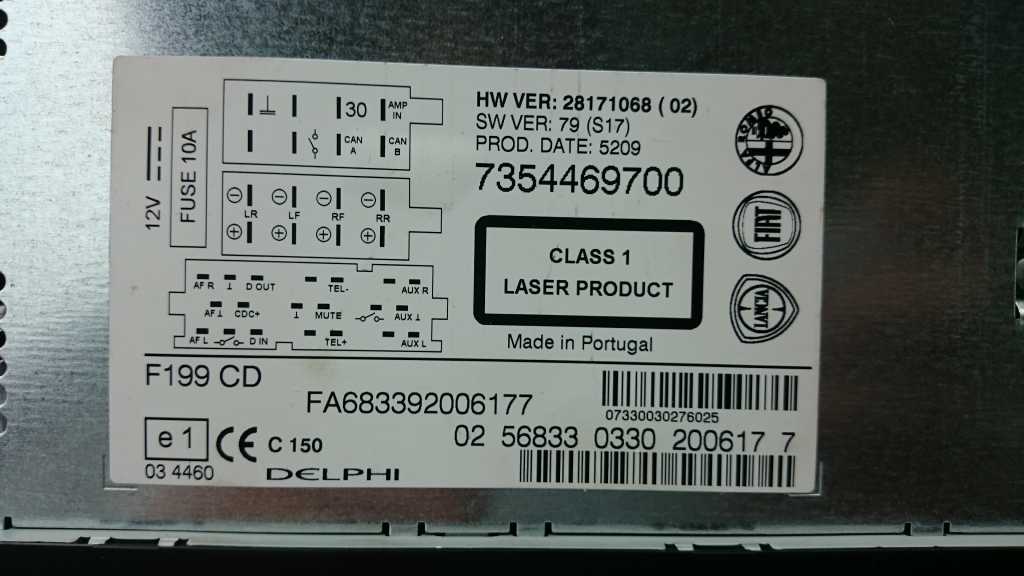 12V
FUSE 10A
30
AMP IN
CAN A
CAN B
LR LF RF RR
AF R D OUT TEL- AUX R
AF CDC+ MUTE AUX
AF L D IN TEL+ AUX L
HW VER: 28171068 ( 02)
SW VER: 79 (S17)
PROD. DATE: 5209
7354469700
CLASS 1
LASER PRODUCT
Made in Portugal
ALFA ROMEO
FIAT
LANCIA
F199 CD
FA683392006177
07330030276025
02 56833 0330 200617 7
e 1
03 4460
CE
C 150
DELPHI